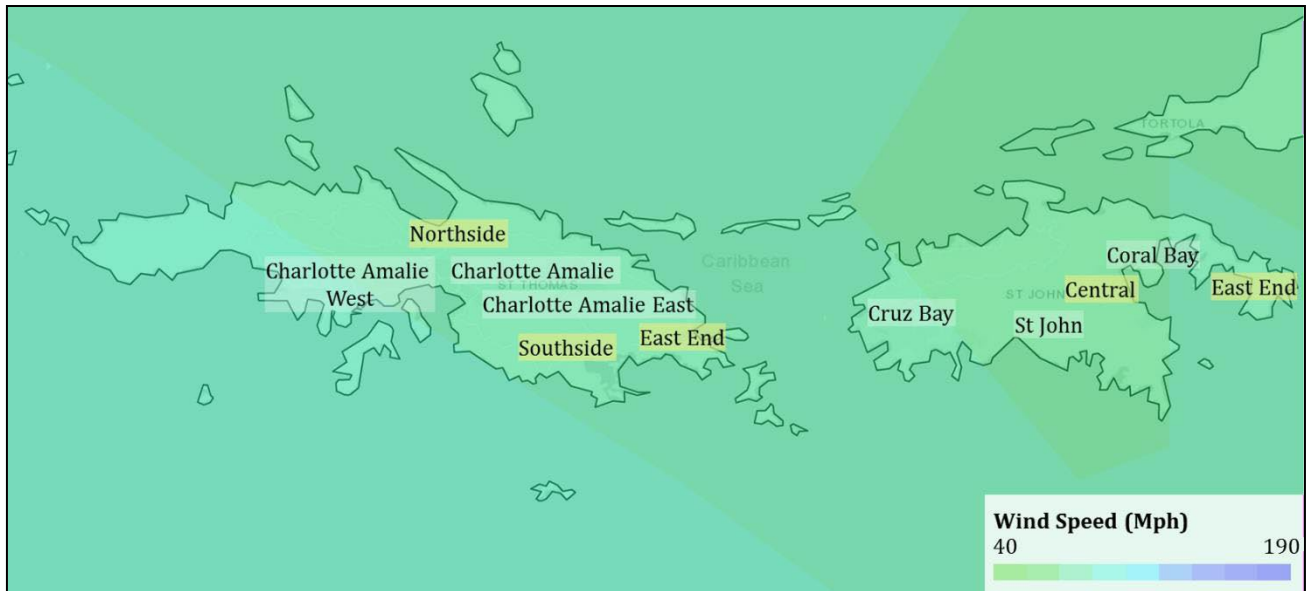 TORTOLA
Northside
Charlotte Amalie
West
Charlotte Amalie
ST THOMAS
Charlotte Amalie East
Southside
East End
Caribbean
Sea
Cruz Bay
ST JOHN
St John
Central
Coral Bay
East End
Wind Speed (Mph)
40 190